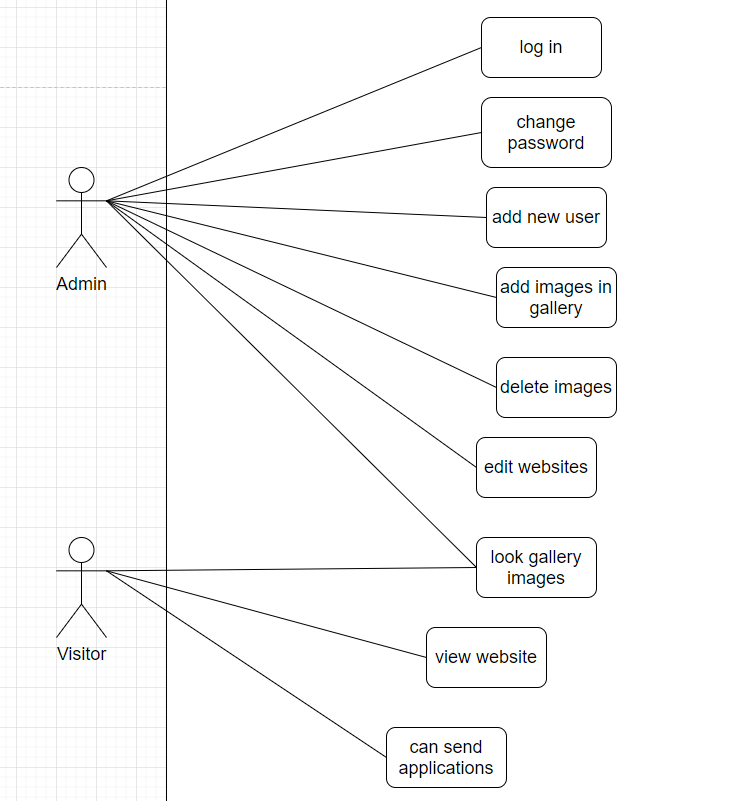 log in
change
password
add new user
add images in
gallery
delete images
edit websites
look gallery
images
view website
can send
applications
Admin
Visitor